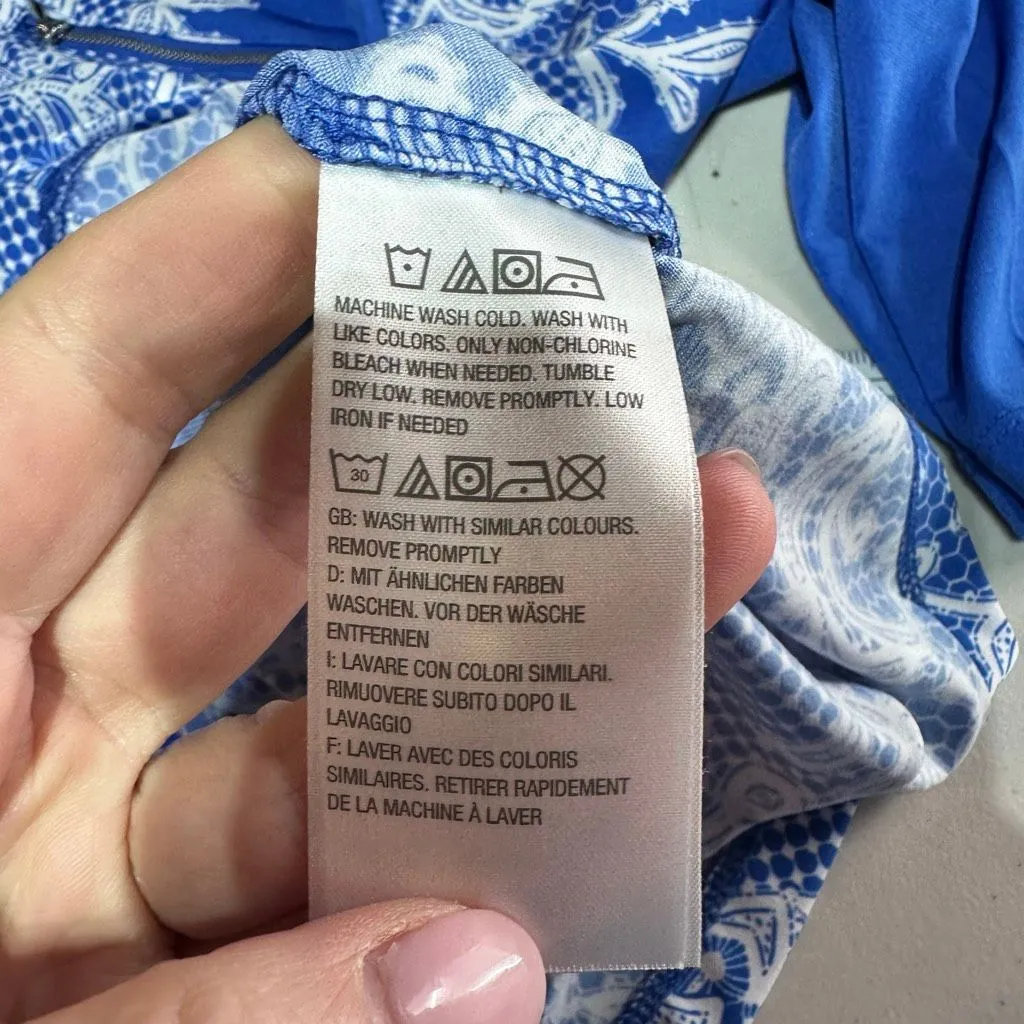 MACHINE WASH COLD. WASH WITH
LIKE COLORS. ONLY NON-CHLORINE
BLEACH WHEN NEEDED. TUMBLE
DRY LOW. REMOVE PROMPTLY. LOW
IRON IF NEEDED
30
GB: WASH WITH SIMILAR COLOURS.
REMOVE PROMPTLY
D: MIT ÄHNLICHEN FARBEN
WASCHEN. VOR DER WÄSCHE
ENTFERNEN
I: LAVARE CON COLORI SIMILARI.
RIMUOVERE SUBITO DOPO IL
LAVAGGIO
F: LAVER AVEC DES COLORIS
SIMILAIRES. RETIRER RAPIDEMENT
DE LA MACHINE À LAVER